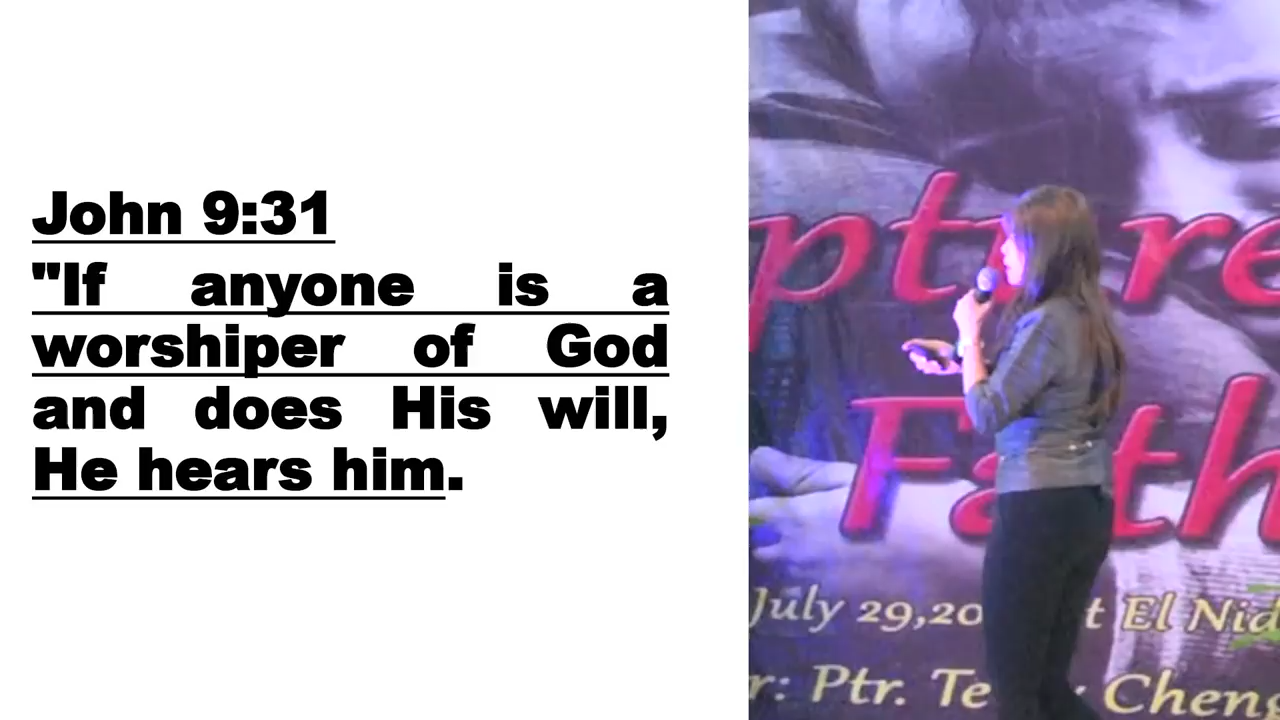 John 9:31
"If anyone is a
worshiper of God
and does His will,
He hears him.
July 29,20
El Nid
r: Ptr. Te Cheng